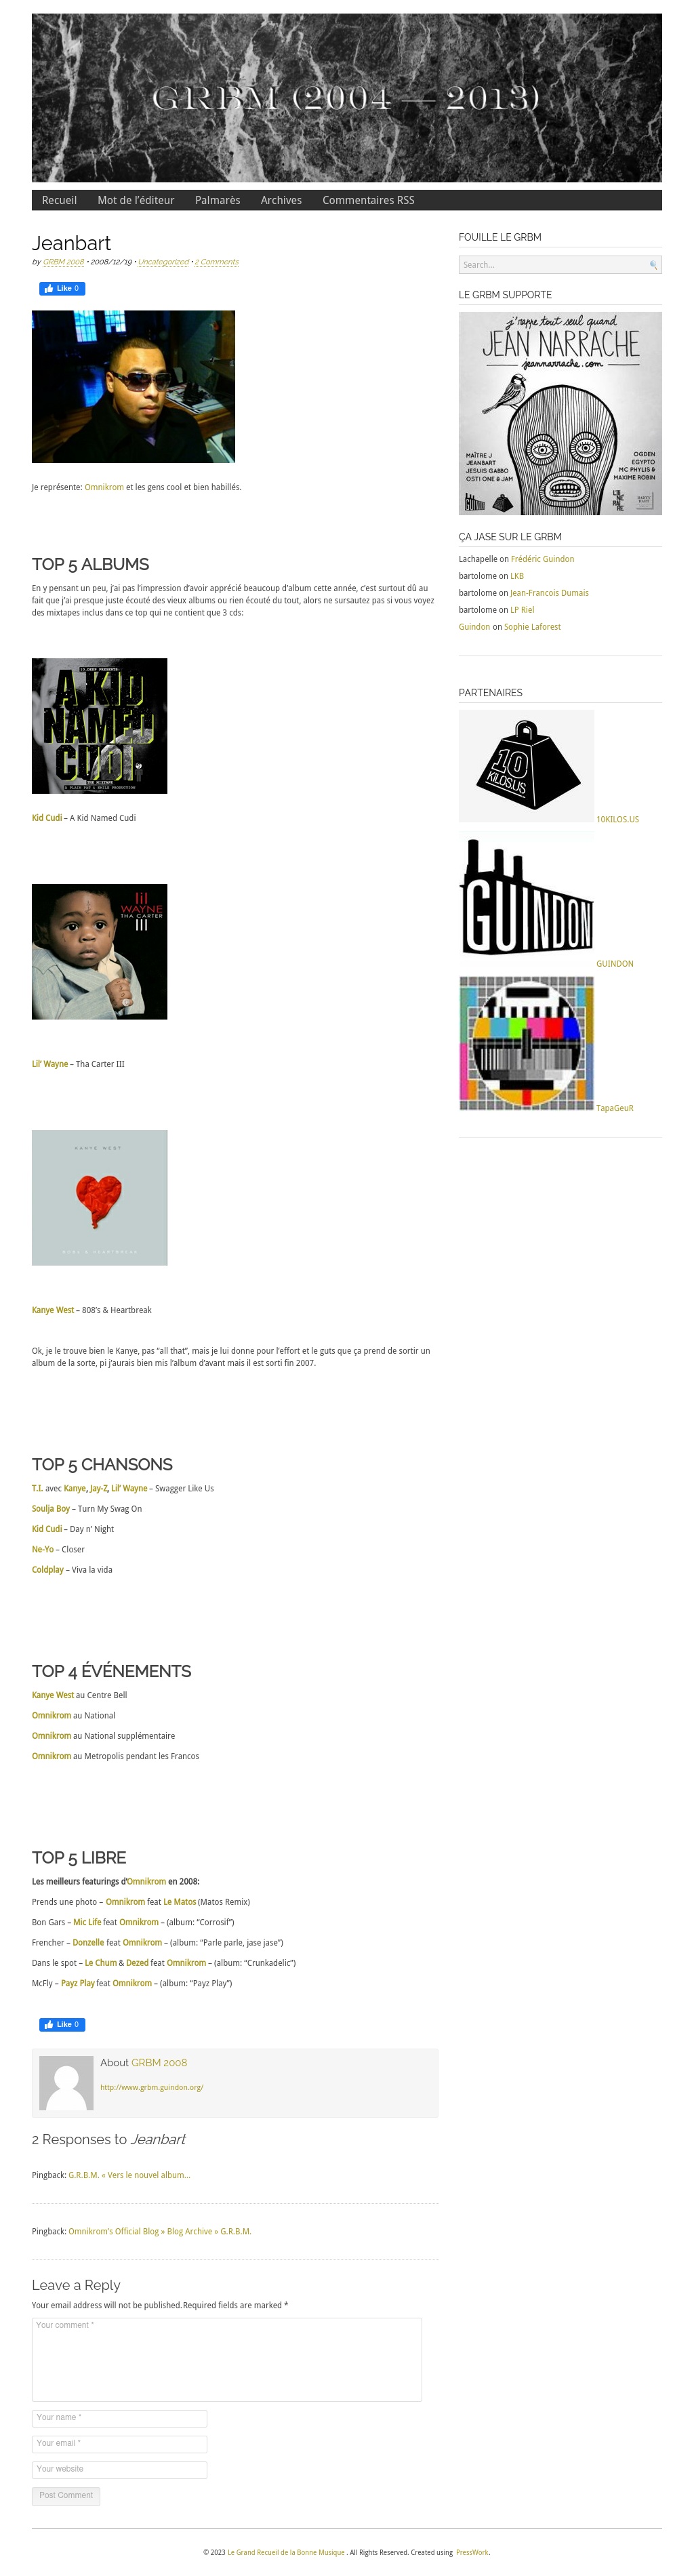 GRBM (2004 — 2013)
Recueil Mot de l'éditeur Palmarès Archives Commentaires RSS
Jeanbart
by GRBM 2008 • 2008/12/19 • Uncategorized • 2 Comments
Like 0
Je représente: Omnikrom et les gens cool et bien habillés.
TOP 5 ALBUMS
En y pensant un peu, j'ai pas l'impression d'avoir apprécié beaucoup d'album cette année, c'est surtout dû au
fait que j'ai presque juste écouté des vieux albums ou rien écouté du tout, alors ne sursautez pas si vous voyez
des mixtapes inclus dans ce top qui ne contient que 3 cds:
A KID
NAMED
CUDI
THE MIXTAPE
Kid Cudi – A Kid Named Cudi
lil
WAYNE
THA CARTER
III
Lil' Wayne – Tha Carter III
KANYE WEST
808S & HEARTBREAK
Kanye West – 808's & Heartbreak
Ok, je le trouve bien le Kanye, pas “all that”, mais je lui donne pour l'effort et le guts que ça prend de sortir un
album de la sorte, pi j'aurais bien mis l'album d'avant mais il est sorti fin 2007.
TOP 5 CHANSONS
T.I. avec Kanye, Jay-Z, Lil' Wayne – Swagger Like Us
Soulja Boy – Turn My Swag On
Kid Cudi – Day n' Night
Ne-Yo – Closer
Coldplay – Viva la vida
TOP 4 ÉVÉNEMENTS
Kanye West au Centre Bell
Omnikrom au National
Omnikrom au National supplémentaire
Omnikrom au Metropolis pendant les Francos
TOP 5 LIBRE
Les meilleurs featurings d'Omnikrom en 2008:
Prends une photo – Omnikrom feat Le Matos (Matos Remix)
Bon Gars – Mic Life feat Omnikrom – (album: “Corrosif”)
Frencher – Donzelle feat Omnikrom – (album: “Parle parle, jase jase”)
Dans le spot – Le Chum & Dezed feat Omnikrom – (album: “Crunkadelic”)
McFly – Payz Play feat Omnikrom – (album: “Payz Play”)
Like 0
About GRBM 2008
http://www.grbm.guindon.org/
2 Responses to Jeanbart
Pingback: G.R.B.M. « Vers le nouvel album…
Pingback: Omnikrom's Official Blog » Blog Archive » G.R.B.M.
Leave a Reply
Your email address will not be published. Required fields are marked *
Your comment *
Your name *
Your email *
Your website
Post Comment
FOUILLE LE GRBM
Search...
LE GRBM SUPPORTE
j'rappe tout seul quand
JEAN NARRACHE
jeannarrache.com
MAÎTRE J
JEANBART
JESUIS GABBO
OSTI ONE & JAM
OGDEN
EGYPTO
MC PHYLIS &
MAXIME ROBIN
ÇA JASE SUR LE GRBM
Lachapelle on Frédéric Guindon
bartolome on LKB
bartolome on Jean-Francois Dumais
bartolome on LP Riel
Guindon on Sophie Laforest
PARTENAIRES
10
KILOS.US
10KILOS.US
GUINDON
GUINDON
TapaGeuR
© 2023 Le Grand Recueil de la Bonne Musique . All Rights Reserved. Created using PressWork.